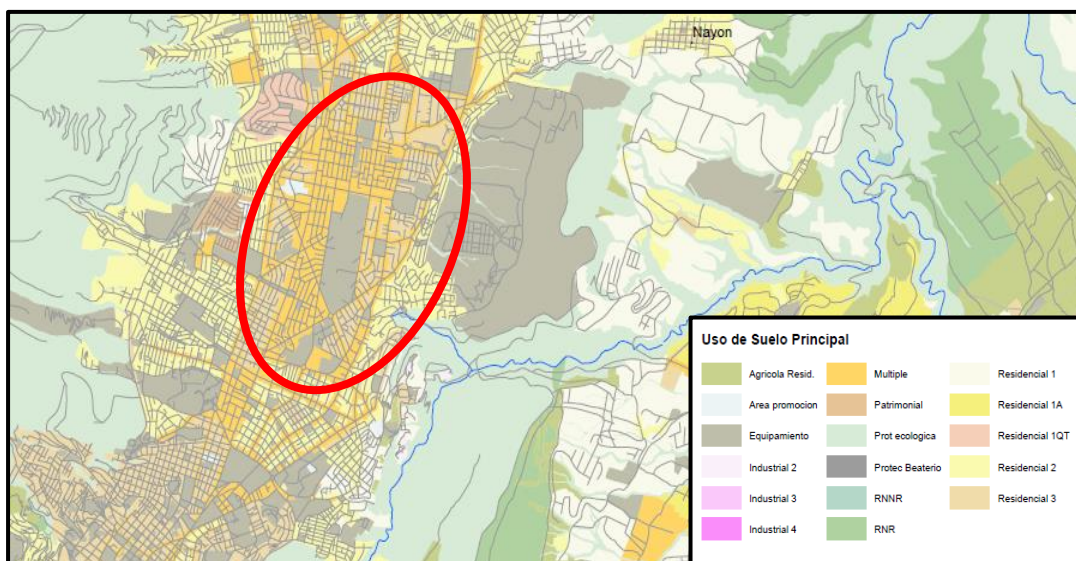 Nayon
Uso de Suelo Principal
Agricola Resid.
Multiple
Residencial 1
Area promocion
Patrimonial
Residencial 1A
Equipamiento
Prot ecologica
Residencial 1QT
Industrial 2
Protec Beaterio
Residencial 2
Industrial 3
RNNR
Residencial 3
Industrial 4
RNR